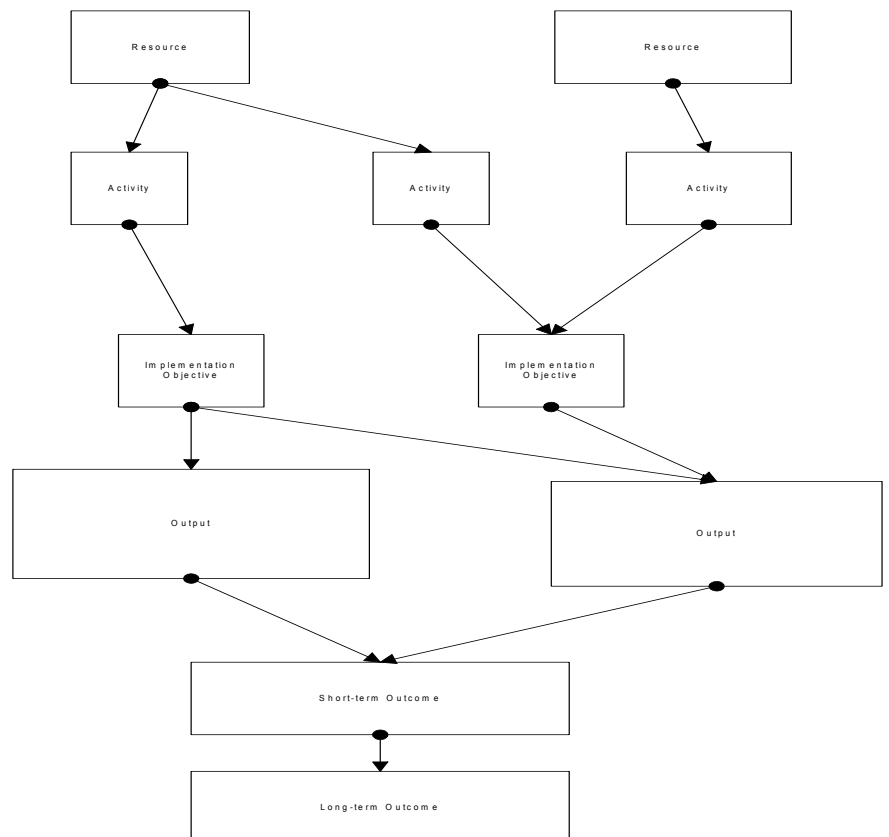 Resource
Resource
Activity
Activity
Activity
Implementation
Objective
Implementation
Objective
Output
Output
Short-term Outcome
Long-term Outcome